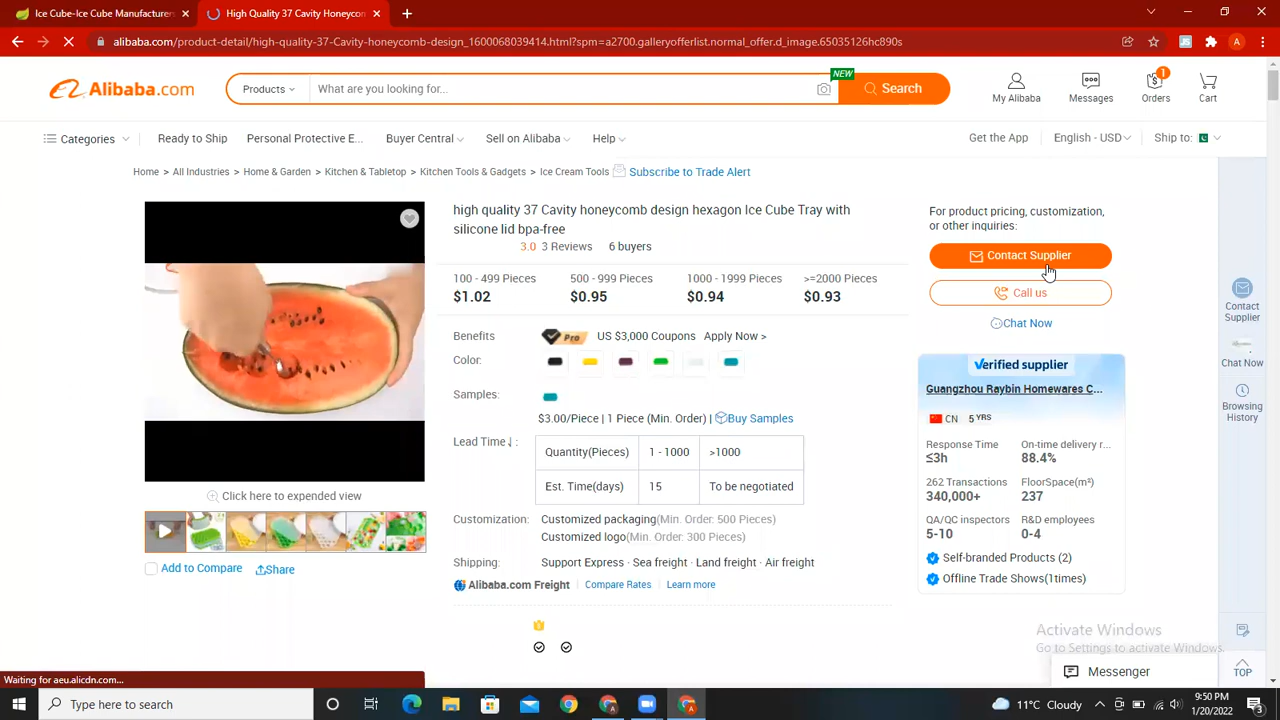 Ice Cube-Ice Cube Manufacturers
High Quality 37 Cavity Honeycom
alibaba.com/product-detail/high-quality-37-Cavity-honeycomb-design_1600068039414.html?spm=a2700.galleryofferlist.normal_offer.d_image.65035126hc890s
A
Alibaba.com
Products
What are you looking for...
NEW
Search
My Alibaba
Messages
1
Orders
Cart
Categories
Ready to Ship
Personal Protective E...
Buyer Central
Sell on Alibaba
Help
Get the App
English - USD
Ship to:
Home > All Industries > Home & Garden > Kitchen & Tabletop > Kitchen Tools & Gadgets > Ice Cream Tools
Subscribe to Trade Alert
high quality 37 Cavity honeycomb design hexagon Ice Cube Tray with
silicone lid bpa-free
3.0 3 Reviews 6 buyers
100 - 499 Pieces
$1.02
500 - 999 Pieces
$0.95
1000 - 1999 Pieces
$0.94
>=2000 Pieces
$0.93
Benefits
Pro
US $3,000 Coupons Apply Now >
Color:
Samples:
$3.00/Piece | 1 Piece (Min. Order) | Buy Samples
Lead Time
:
Quantity(Pieces) 1 - 1000 >1000
Est. Time(days) 15 To be negotiated
Customization:
Customized packaging(Min. Order: 500 Pieces)
Customized logo(Min. Order: 300 Pieces)
Shipping:
Support Express · Sea freight · Land freight · Air freight
Alibaba.com Freight Compare Rates Learn more
Click here to expended view
Add to Compare
Share
For product pricing, customization,
or other inquiries:
Contact Supplier
Call us
Chat Now
Verified supplier
Guangzhou Raybin Homewares C...
CN 5 YRS
Response Time
≤3h
On-time delivery r...
88.4%
262 Transactions
340,000+
FloorSpace(m²)
237
QA/QC inspectors
5-10
R&D employees
0-4
Self-branded Products (2)
Offline Trade Shows(1times)
Contact
Supplier
Chat Now
Browsing
History
TOP
Activate Windows
Go to Settings to activate Windows.
Messenger
Waiting for aeu.alicdn.com...
Type here to search
11°C Cloudy
9:50 PM
1/20/2022
3